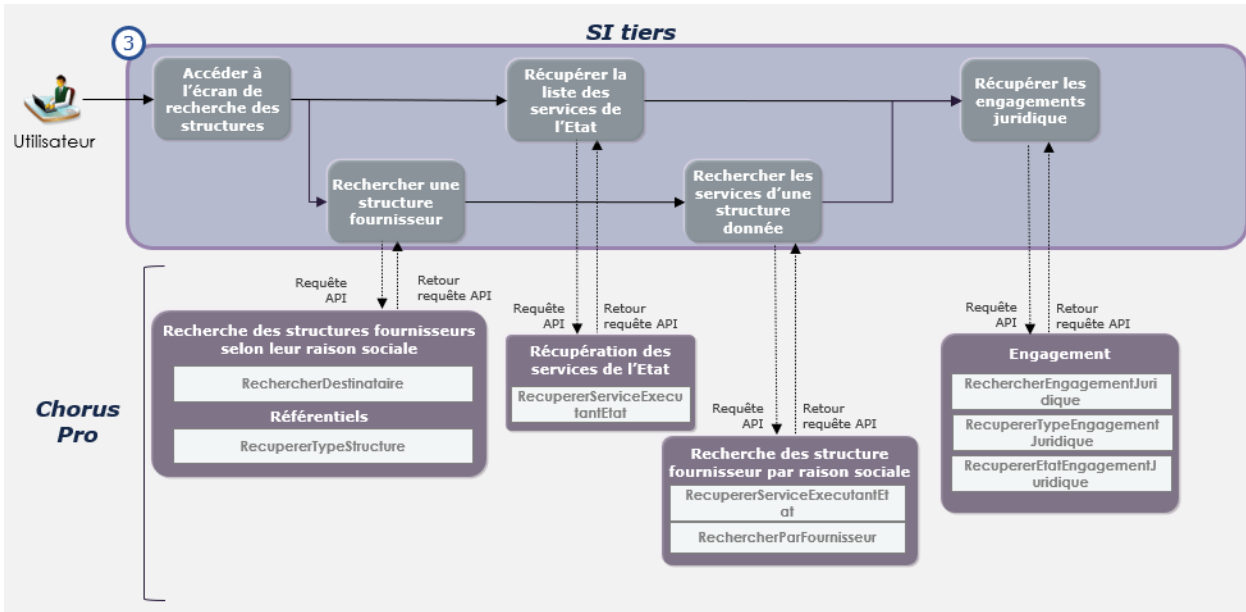 SI tiers
3
Utilisateur
Accéder à
l'écran de
recherche des
structures
Récupérer la
liste des
services de
l'Etat
Récupérer les
engagements
juridique
Rechercher une
structure
fournisseur
Rechercher les
services d'une
structure
donnée
Requête
API
Retour
requête API
Requête
API
Retour
requête API
Requête
API
Retour
requête API
Requête
API
Retour
requête API
Chorus
Pro
Recherche des structures fournisseurs
selon leur raison sociale
RechercherDestinataire
Référentiels
RecupererTypeStructure
Récupération des
services de l'Etat
RecupererServiceExecu
tantEtat
Recherche des structure
fournisseur par raison sociale
RecupererServiceExecutantEt
at
RechercherParFournisseur
Engagement
RechercherEngagementJuri
dique
RecupererTypeEngagement
Juridique
RecupererEtatEngagementJ
uridique